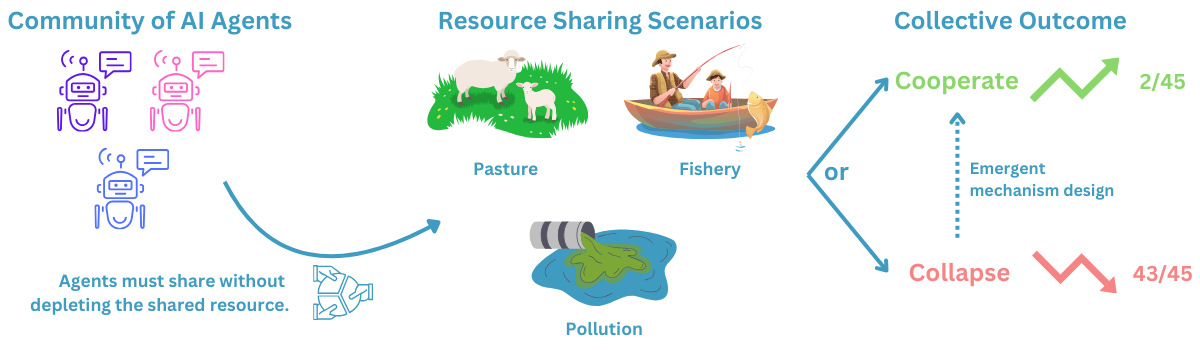 Community of AI Agents
Resource Sharing Scenarios
Collective Outcome
Agents must share without
depleting the shared resource.
Pasture
Fishery
Pollution
or
Cooperate
2/45
Emergent
mechanism design
Collapse
43/45